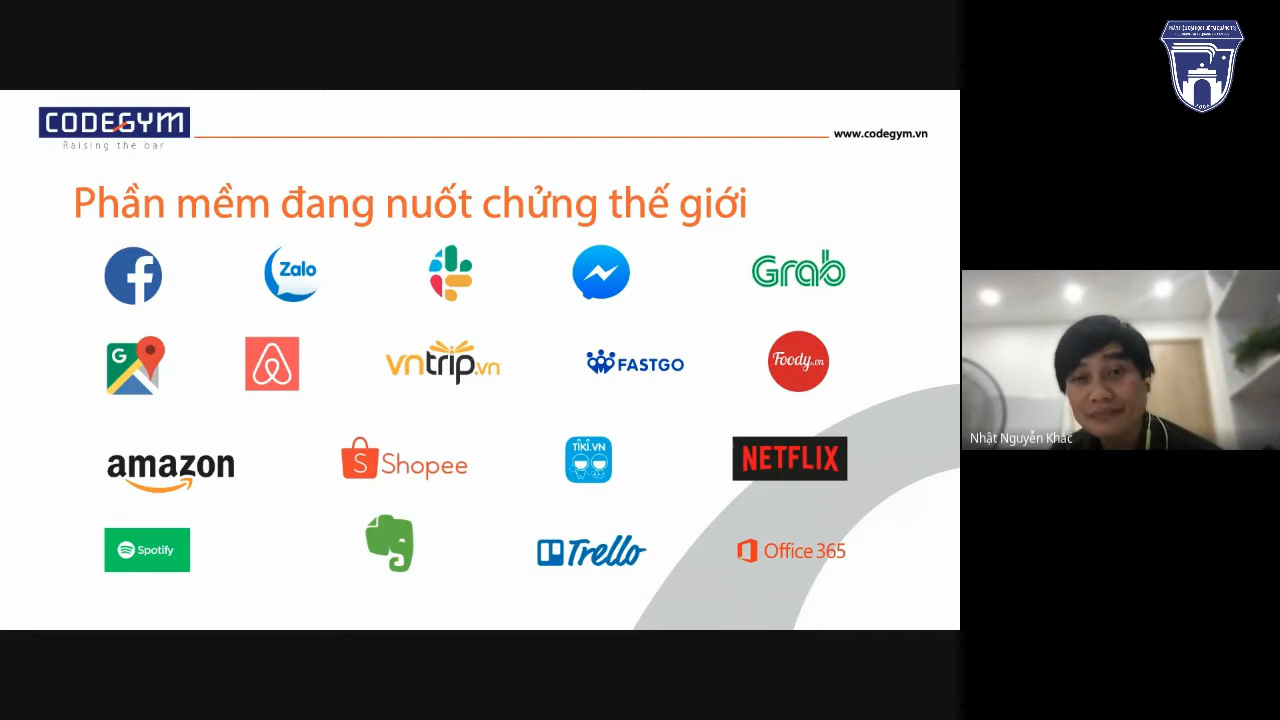 CODEGYM
Raising the bar
www.codegym.vn
Phần mềm đang nuốt chửng thế giới
Zalo
Grab
G
vntrip.vn
FASTGO
Foody.vn
amazon
S Shopee
TIKI.VN
NETFLIX
Spotify
Trello
Office 365
Nhật Nguyễn Khắc